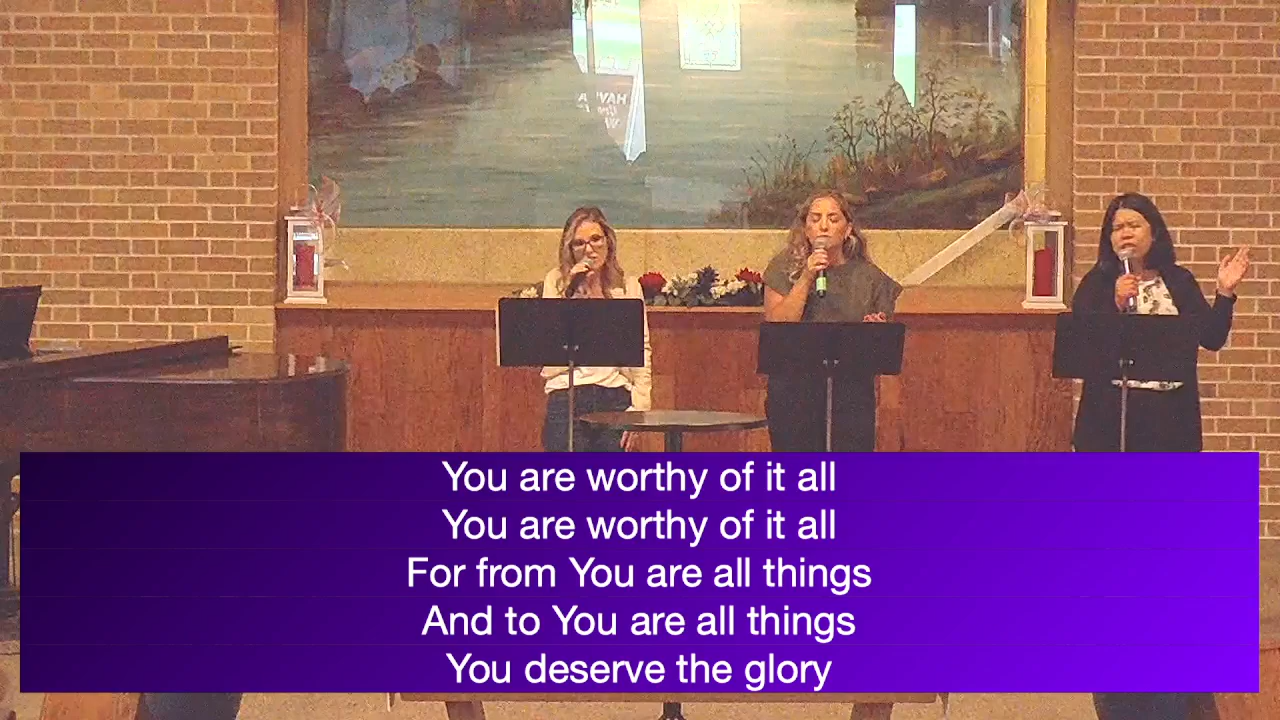 You are worthy of it all
You are worthy of it all
For from You are all things
And to You are all things
You deserve the glory